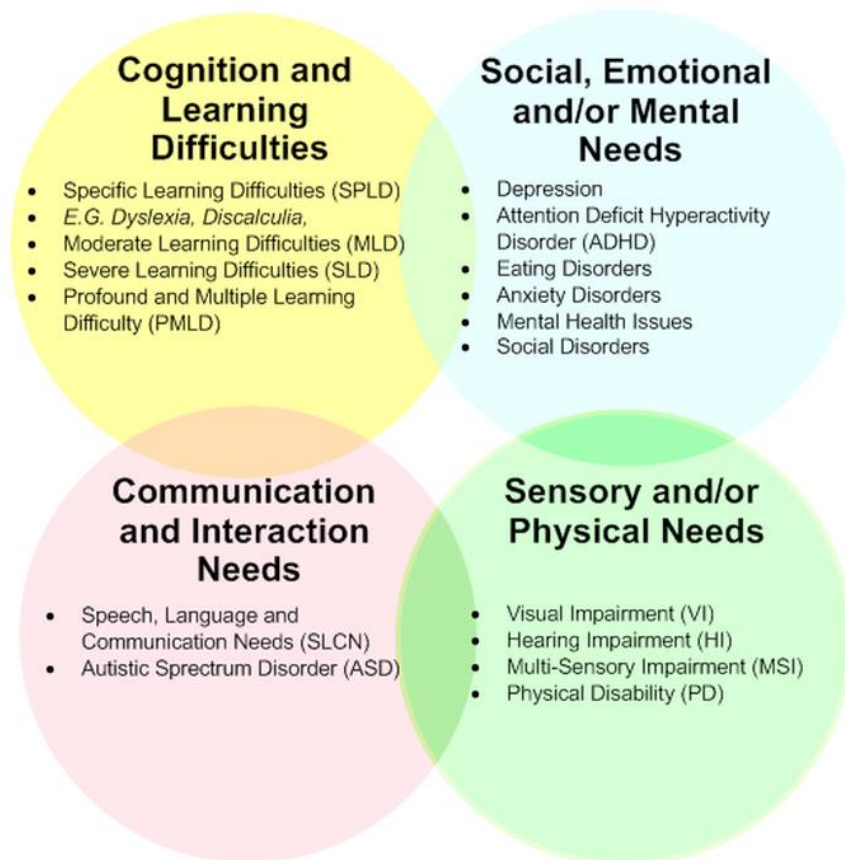 Cognition and
Learning
Difficulties
• Specific Learning Difficulties (SPLD)
• E.G. Dyslexia, Discalculia,
• Moderate Learning Difficulties (MLD)
• Severe Learning Difficulties (SLD)
• Profound and Multiple Learning
Difficulty (PMLD)
Social, Emotional
and/or Mental
Needs
• Depression
• Attention Deficit Hyperactivity
Disorder (ADHD)
• Eating Disorders
• Anxiety Disorders
• Mental Health Issues
• Social Disorders
Communication
and Interaction
Needs
• Speech, Language and
Communication Needs (SLCN)
• Autistic Sprectrum Disorder (ASD)
Sensory and/or
Physical Needs
• Visual Impairment (VI)
• Hearing Impairment (HI)
• Multi-Sensory Impairment (MSI)
• Physical Disability (PD)